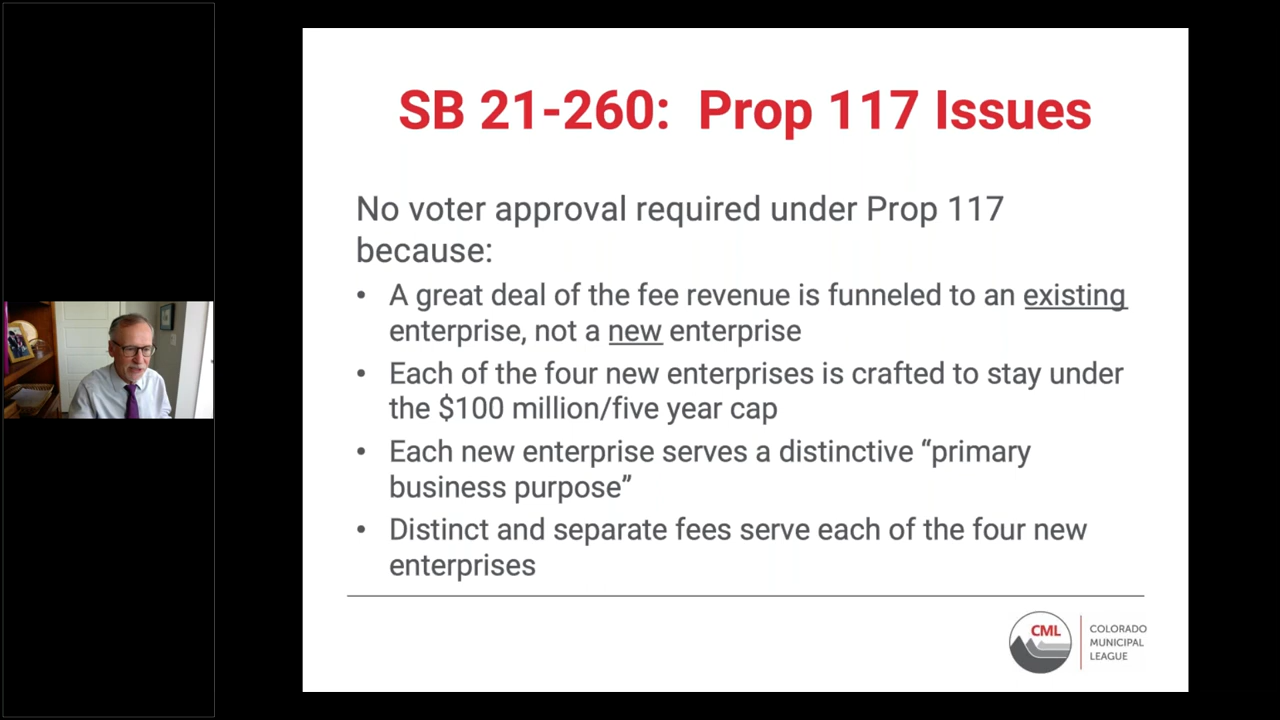 SB 21-260: Prop 117 Issues
No voter approval required under Prop 117
because:
• A great deal of the fee revenue is funneled to an existing
enterprise, not a new enterprise
• Each of the four new enterprises is crafted to stay under
the $100 million/five year cap
• Each new enterprise serves a distinctive “primary
business purpose”
• Distinct and separate fees serve each of the four new
enterprises
CML
COLORADO
MUNICIPAL
LEAGUE